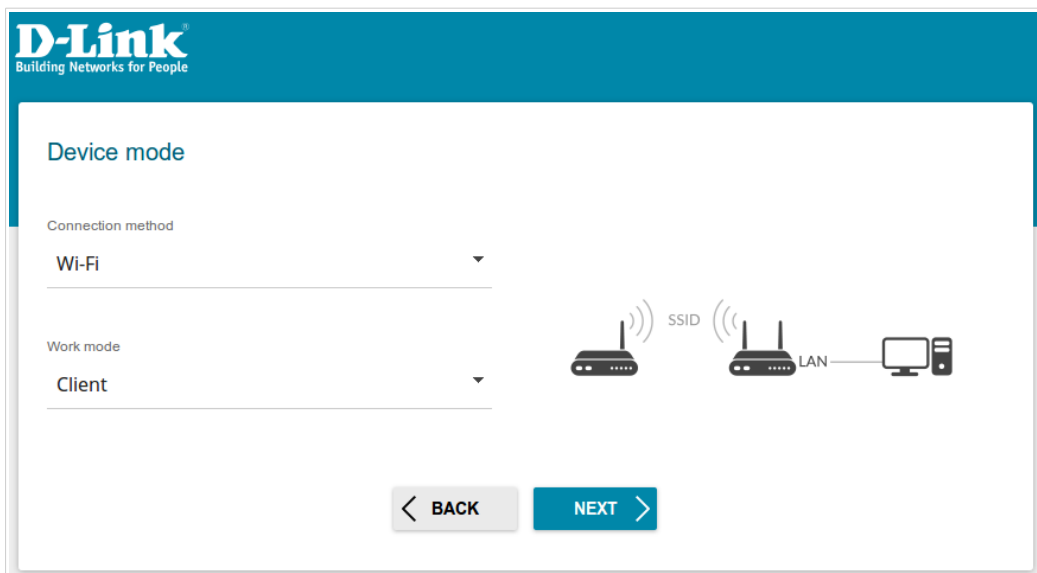 D-Link®
Building Networks for People
Device mode
Connection method
Wi-Fi
Work mode
Client
SSID
LAN
BACK
NEXT